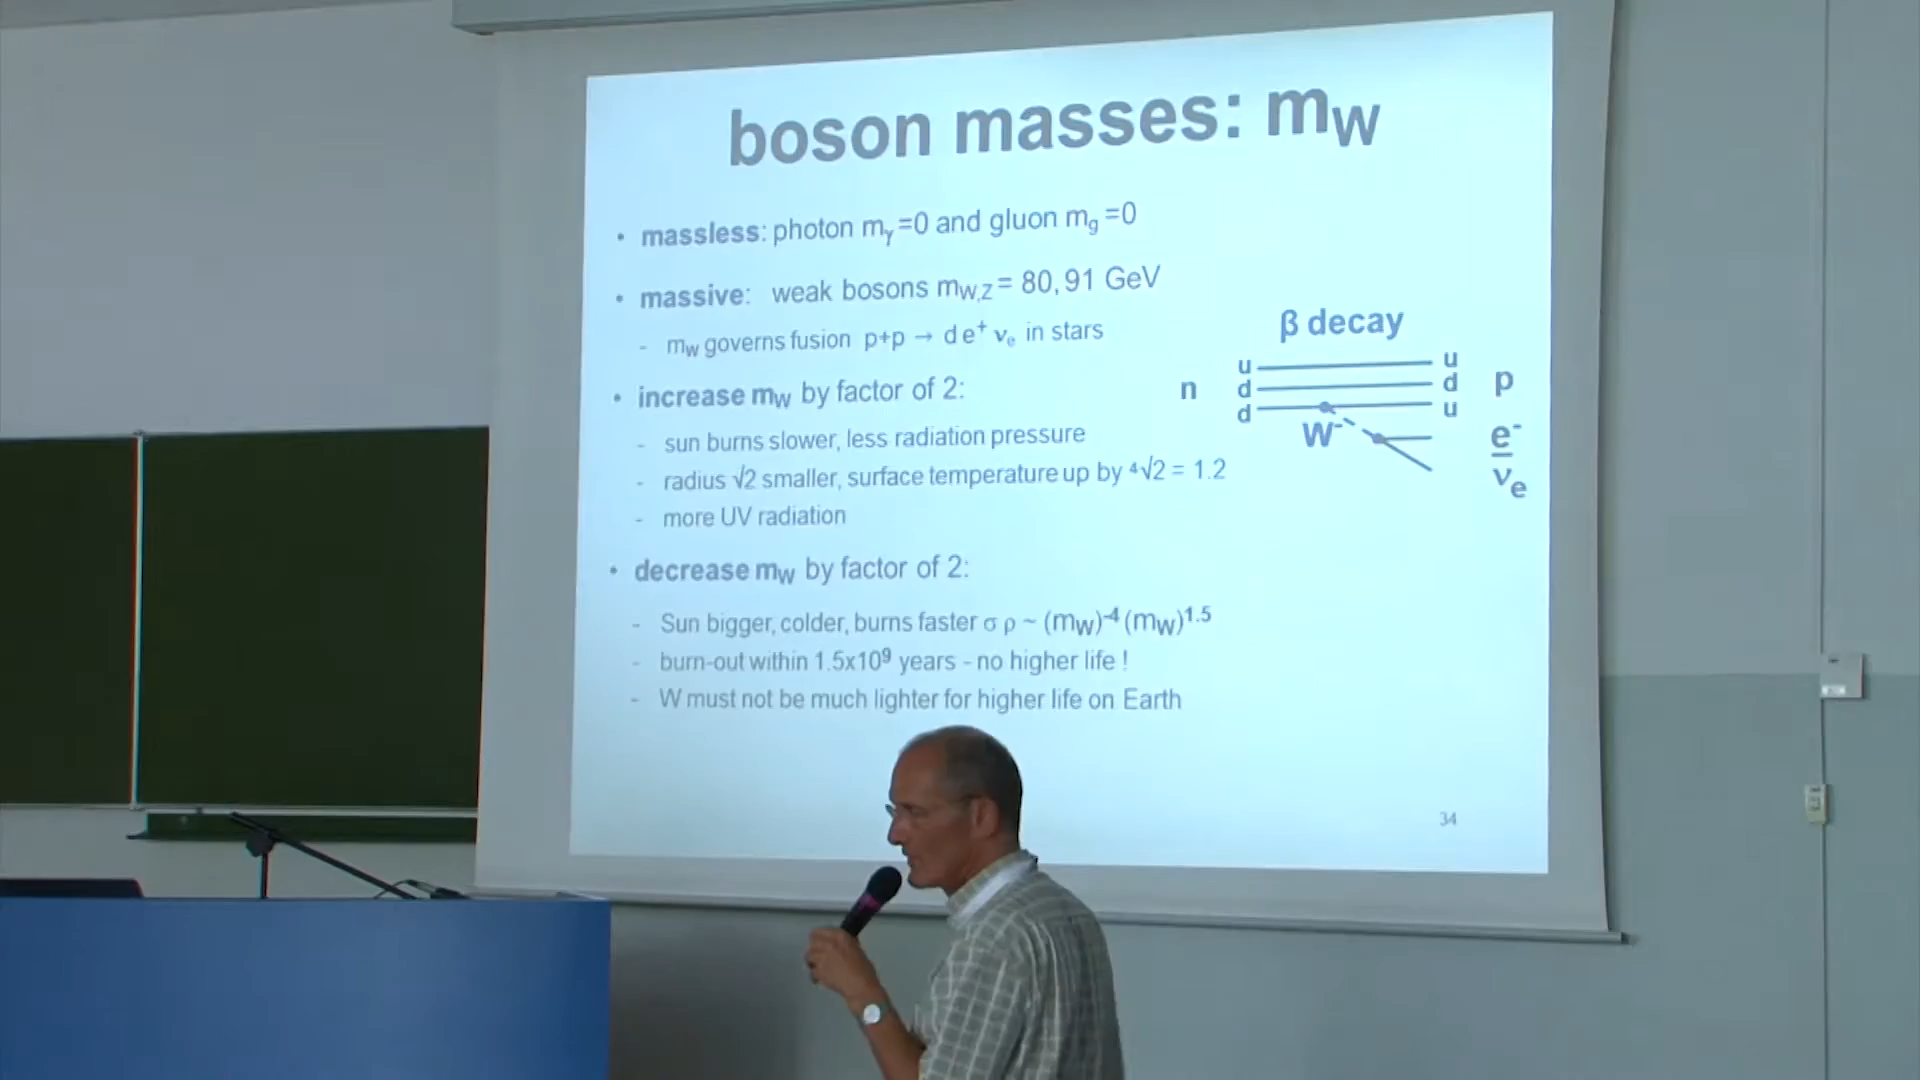 boson masses: mW
• massless: photon mγ =0 and gluon mg =0
• massive: weak bosons mW,Z = 80, 91 GeV
- mW governs fusion p+p → d e⁺ νe in stars
• increase mW by factor of 2:
- sun burns slower, less radiation pressure
- radius √2 smaller, surface temperature up by ⁴√2 = 1.2
- more UV radiation
• decrease mW by factor of 2:
- Sun bigger, colder, burns faster σ ρ ~ (mW)⁻⁴ (mW)¹·⁵
- burn-out within 1.5x10⁹ years - no higher life !
- W must not be much lighter for higher life on Earth
β decay
u u
n d d p
d u
W⁻ e⁻
ν̅e
34